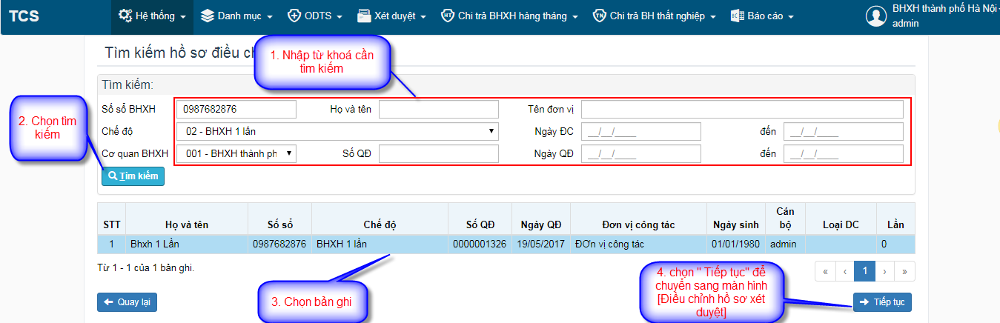 TCS
Hệ thống
Danh mục
ODTS
Xét duyệt
HT Chi trả BHXH hàng tháng
TN Chi trả BH thất nghiệp
Báo cáo
BHXH thành phố Hà Nội
admin
Tìm kiếm hồ sơ điều ch
1. Nhập từ khoá cần
tìm kiếm
Tìm kiếm:
Số sổ BHXH 0987682876 Họ và tên Tên đơn vị
2. Chọn tìm
kiếm
Chế độ 02 - BHXH 1 lần Ngày ĐC __/__/____ đến __/__/____
Cơ quan BHXH 001 - BHXH thành ph Số QĐ Ngày QĐ __/__/____ đến __/__/____
Tìm kiếm
STT Họ và tên Số sổ Chế độ Số QĐ Ngày QĐ Đơn vị công tác Ngày sinh Cán bộ Loại DC Lần
1 Bhxh 1 Lần 0987682876 BHXH 1 lần 0000001326 19/05/2017 ĐƠn vị công tác 01/01/1980 admin 0
Từ 1 - 1 của 1 bản ghi.
« ‹ 1 › »
3. Chọn bản ghi
4. chọn " Tiếp tục" để
chuyển sang màn hình
[Điều chỉnh hồ sơ xét
duyệt]
Quay lại
Tiếp tục